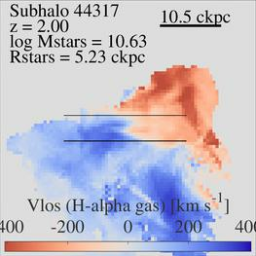 Subhalo 44317
z = 2.00
log Mstars = 10.63
Rstars = 5.23 ckpc
10.5 ckpc
Vlos (H-alpha gas) [km s⁻¹]
400 -200 0 200 400